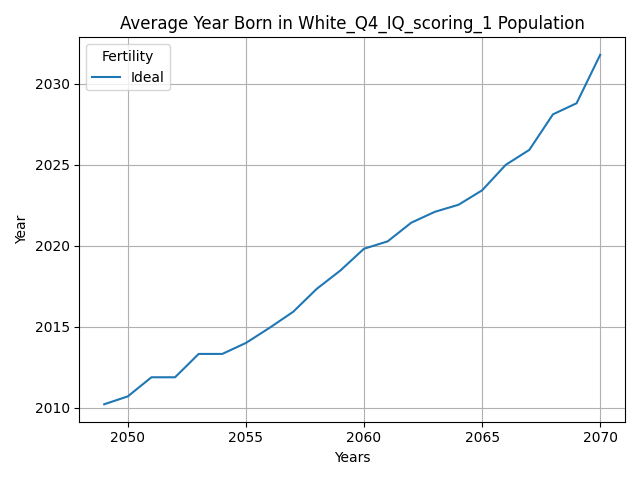 Average Year Born in White_Q4_IQ_scoring_1 Population
Fertility
Ideal
Year
2030
2025
2020
2015
2010
2050 2055 2060 2065 2070
Years